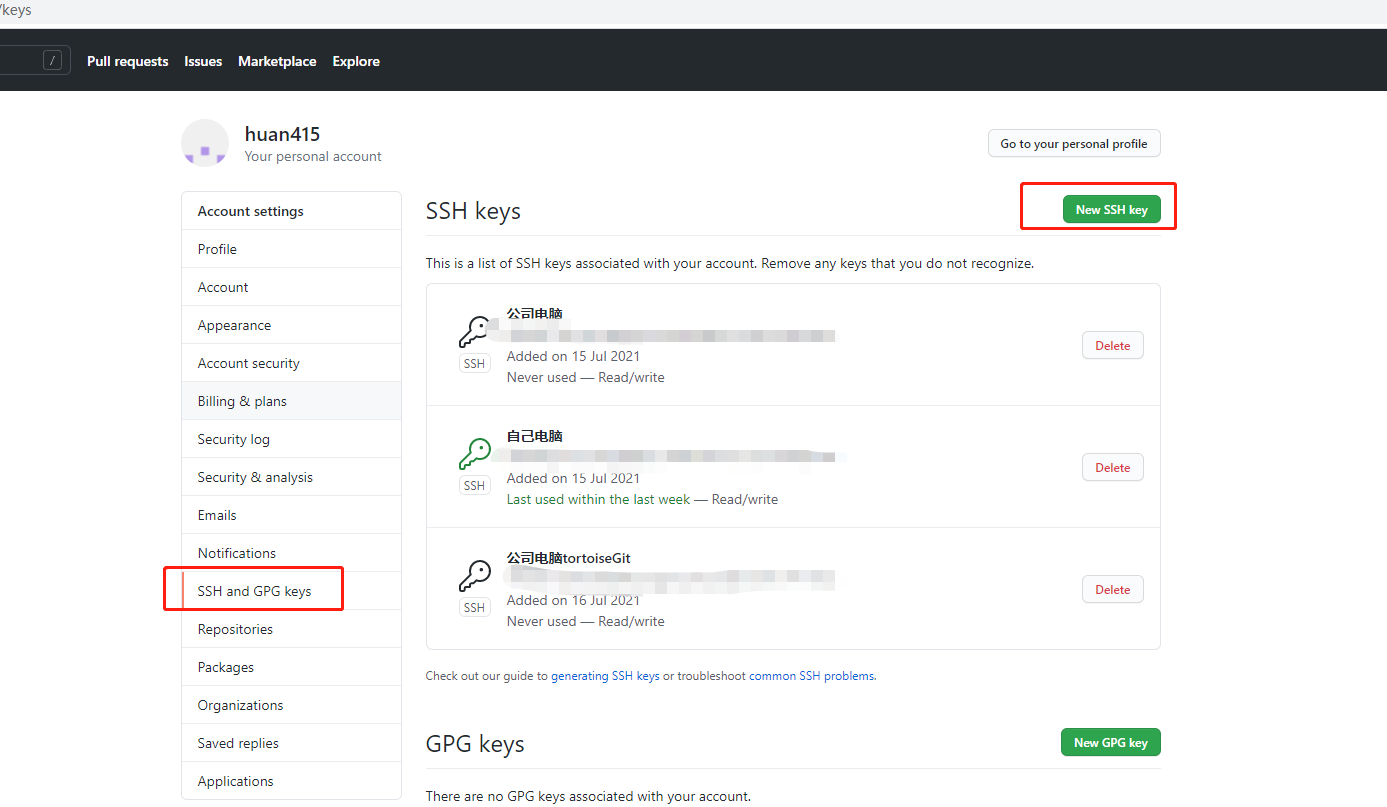 /keys
/
Pull requests Issues Marketplace Explore
huan415
Your personal account
Go to your personal profile
Account settings
Profile
Account
Appearance
Account security
Billing & plans
Security log
Security & analysis
Emails
Notifications
SSH and GPG keys
Repositories
Packages
Organizations
Saved replies
Applications
SSH keys
New SSH key
This is a list of SSH keys associated with your account. Remove any keys that you do not recognize.
公司电脑
SSH
Added on 15 Jul 2021
Never used — Read/write
Delete
自己电脑
SSH
Added on 15 Jul 2021
Last used within the last week — Read/write
Delete
公司电脑tortoiseGit
SSH
Added on 16 Jul 2021
Never used — Read/write
Delete
Check out our guide to generating SSH keys or troubleshoot common SSH problems.
GPG keys
New GPG key
There are no GPG keys associated with your account.